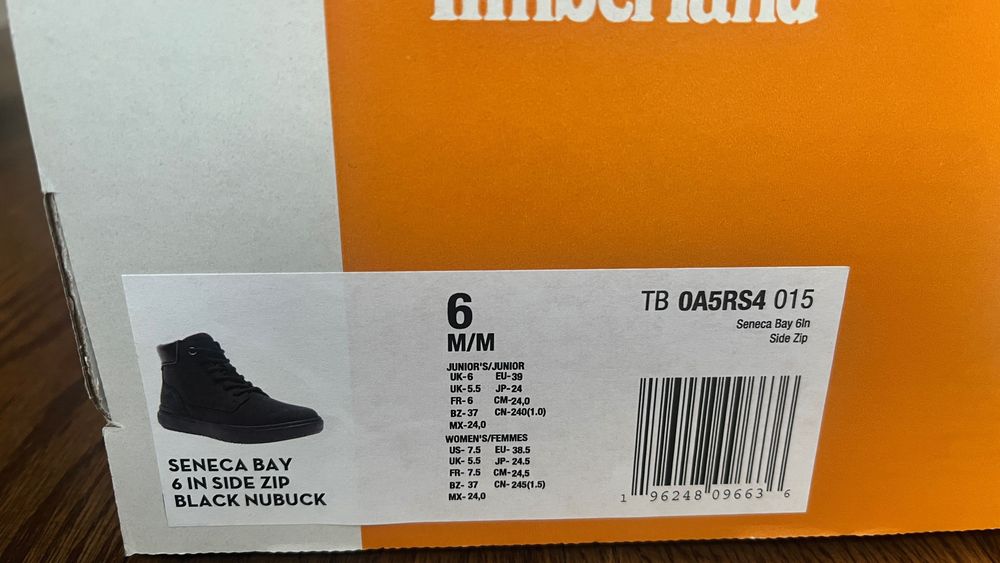 Timberland
6
M/M
JUNIOR'S/JUNIOR
UK-6 EU-39
UK-5.5 JP-24
FR-6 CM-24,0
BZ-37 CN-240(1.0)
MX-24,0
WOMEN'S/FEMMES
US- 7.5 EU- 38.5
UK- 5.5 JP- 24.5
FR- 7.5 CM-24,5
BZ- 37 CN- 245(1.5)
MX- 24,0
TB 0A5RS4 015
Seneca Bay 6In
Side Zip
1 96248 09663 6
SENECA BAY
6 IN SIDE ZIP
BLACK NUBUCK